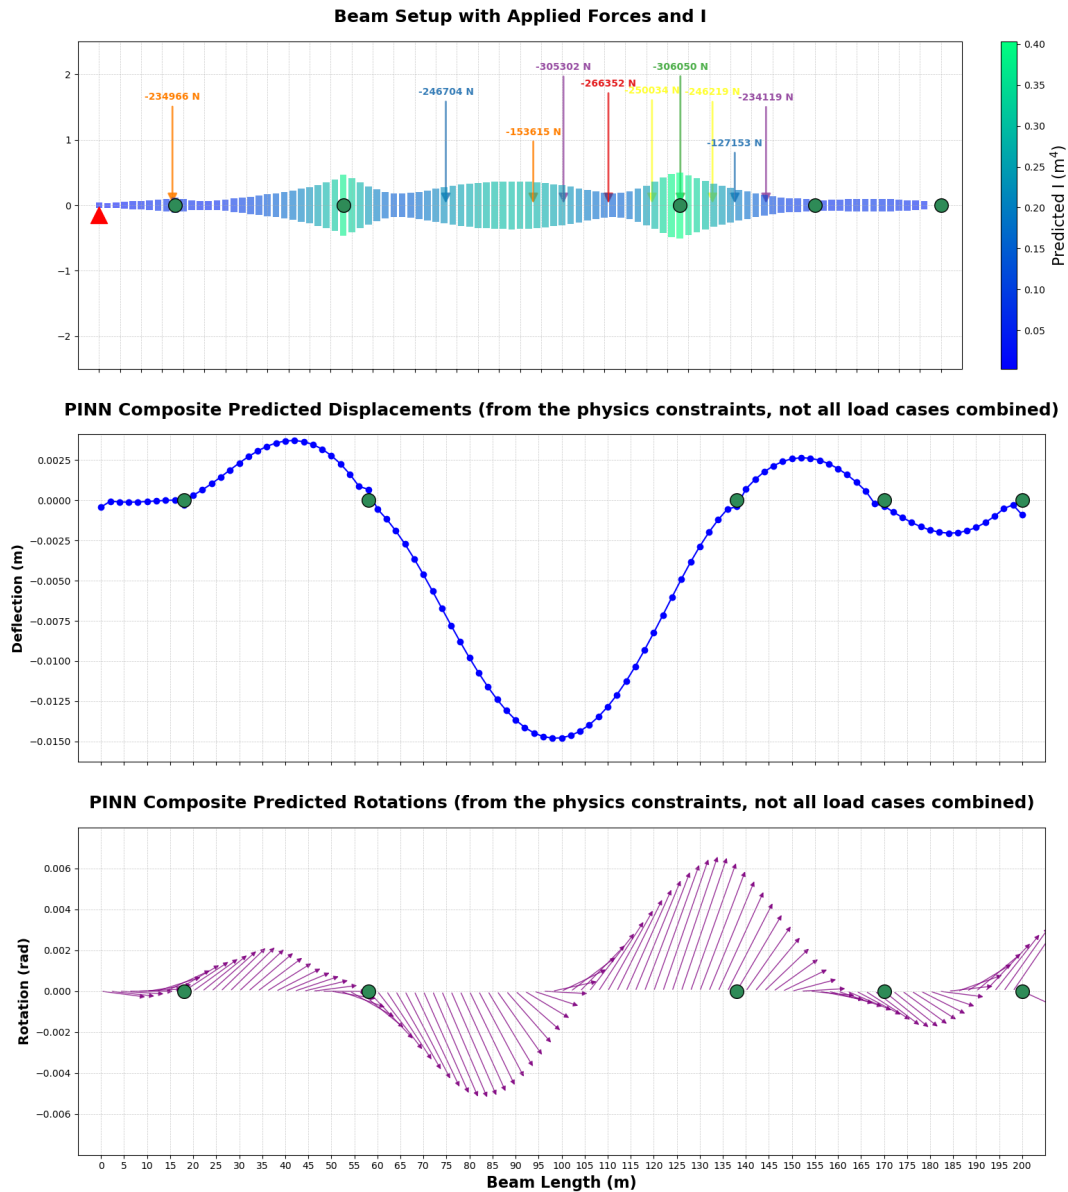 Beam Setup with Applied Forces and I
-305302 N
-306050 N
-266352 N
-250034 N
-246219 N
-234966 N
-246704 N
-234119 N
-153615 N
-127153 N
2
1
0
−1
−2
0.40
0.35
0.30
0.25
0.20
0.15
0.10
0.05
Predicted I (m⁴)
PINN Composite Predicted Displacements (from the physics constraints, not all load cases combined)
0.0025
0.0000
−0.0025
−0.0050
−0.0075
−0.0100
−0.0125
−0.0150
Deflection (m)
PINN Composite Predicted Rotations (from the physics constraints, not all load cases combined)
0.006
0.004
0.002
0.000
−0.002
−0.004
−0.006
Rotation (rad)
0 5 10 15 20 25 30 35 40 45 50 55 60 65 70 75 80 85 90 95 100 105 110 115 120 125 130 135 140 145 150 155 160 165 170 175 180 185 190 195 200
Beam Length (m)